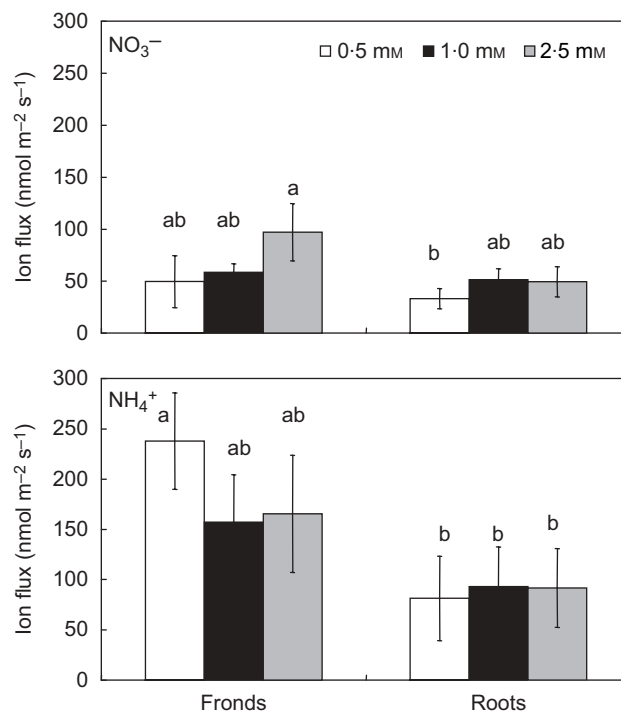 300
NO₃⁻
0·5 mM 1·0 mM 2·5 mM
250
200
150
a
ab ab
ab ab
100
b
50
0
Ion flux (nmol m⁻² s⁻¹)
300
NH₄⁺
250
a
ab
ab
200
150
b b b
100
50
0
Ion flux (nmol m⁻² s⁻¹)
Fronds Roots